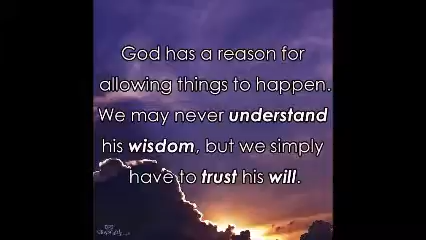 God has a reason for
allowing things to happen.
We may never understand
his wisdom, but we simply
have to trust his will.